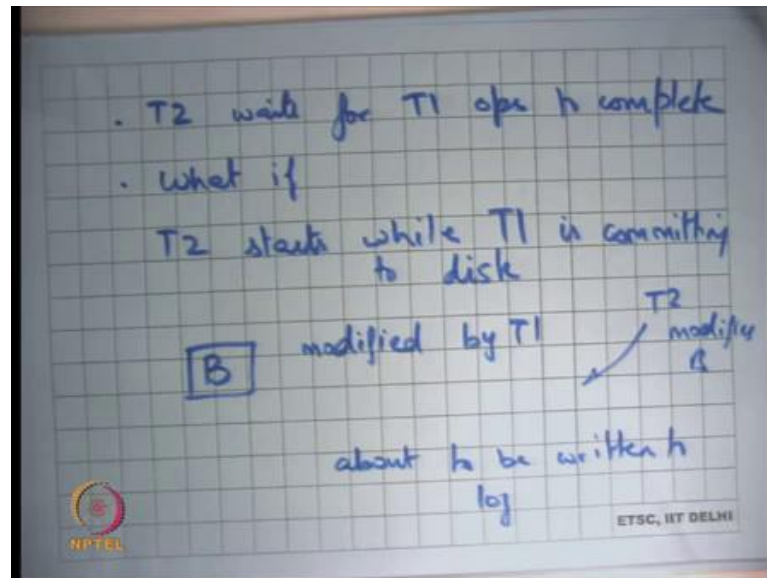 . T2 waits for T1 ops to complete
. What if
T2 starts while T1 is committing
to disk
B modified by T1
T2
modifies
B
about to be written to
log
NPTEL
ETSC, IIT DELHI